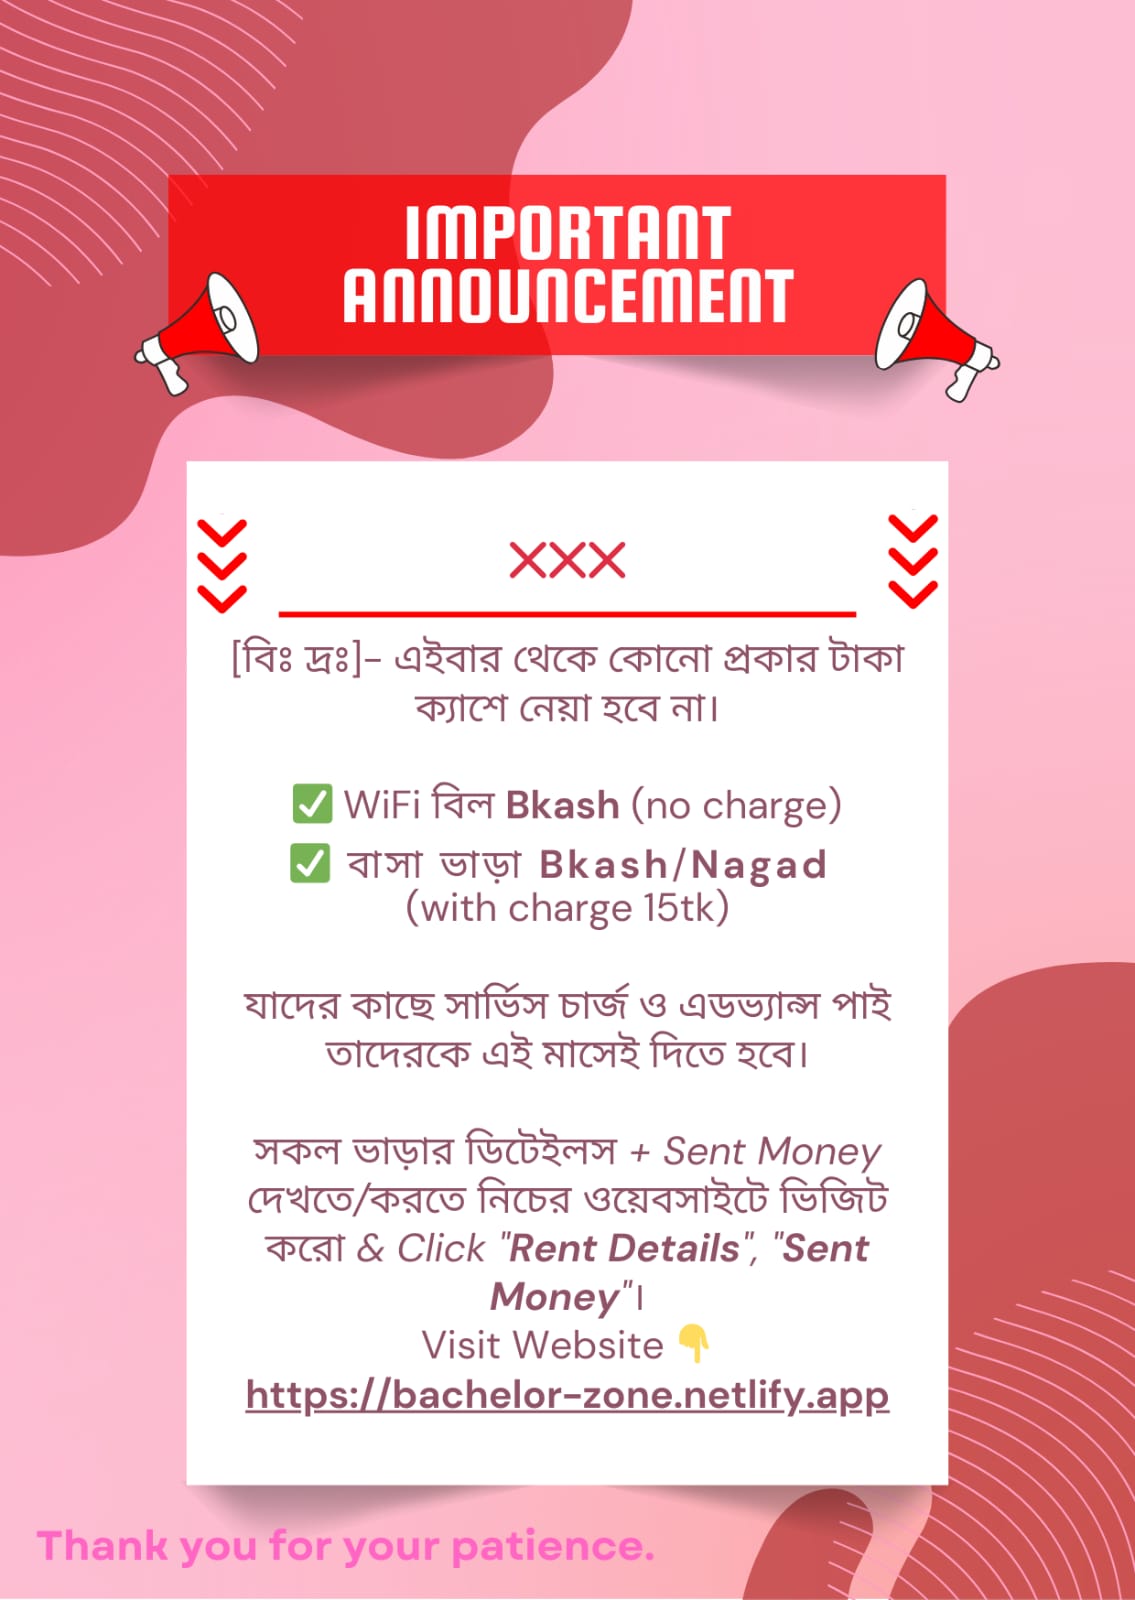 IMPORTANT
ANNOUNCEMENT
XXX
[বিঃ দ্রঃ]- এইবার থেকে কোনো প্রকার টাকা
ক্যাশে নেয়া হবে না।
✅ WiFi বিল Bkash (no charge)
✅ বাসা ভাড়া Bkash/Nagad
(with charge 15tk)
যাদের কাছে সার্ভিস চার্জ ও এডভ্যান্স পাই
তাদেরকে এই মাসেই দিতে হবে।
সকল ভাড়ার ডিটেইলস + Sent Money
দেখতে/করতে নিচের ওয়েবসাইটে ভিজিট
করো & Click "Rent Details", "Sent
Money"।
Visit Website 👇
https://bachelor-zone.netlify.app
Thank you for your patience.